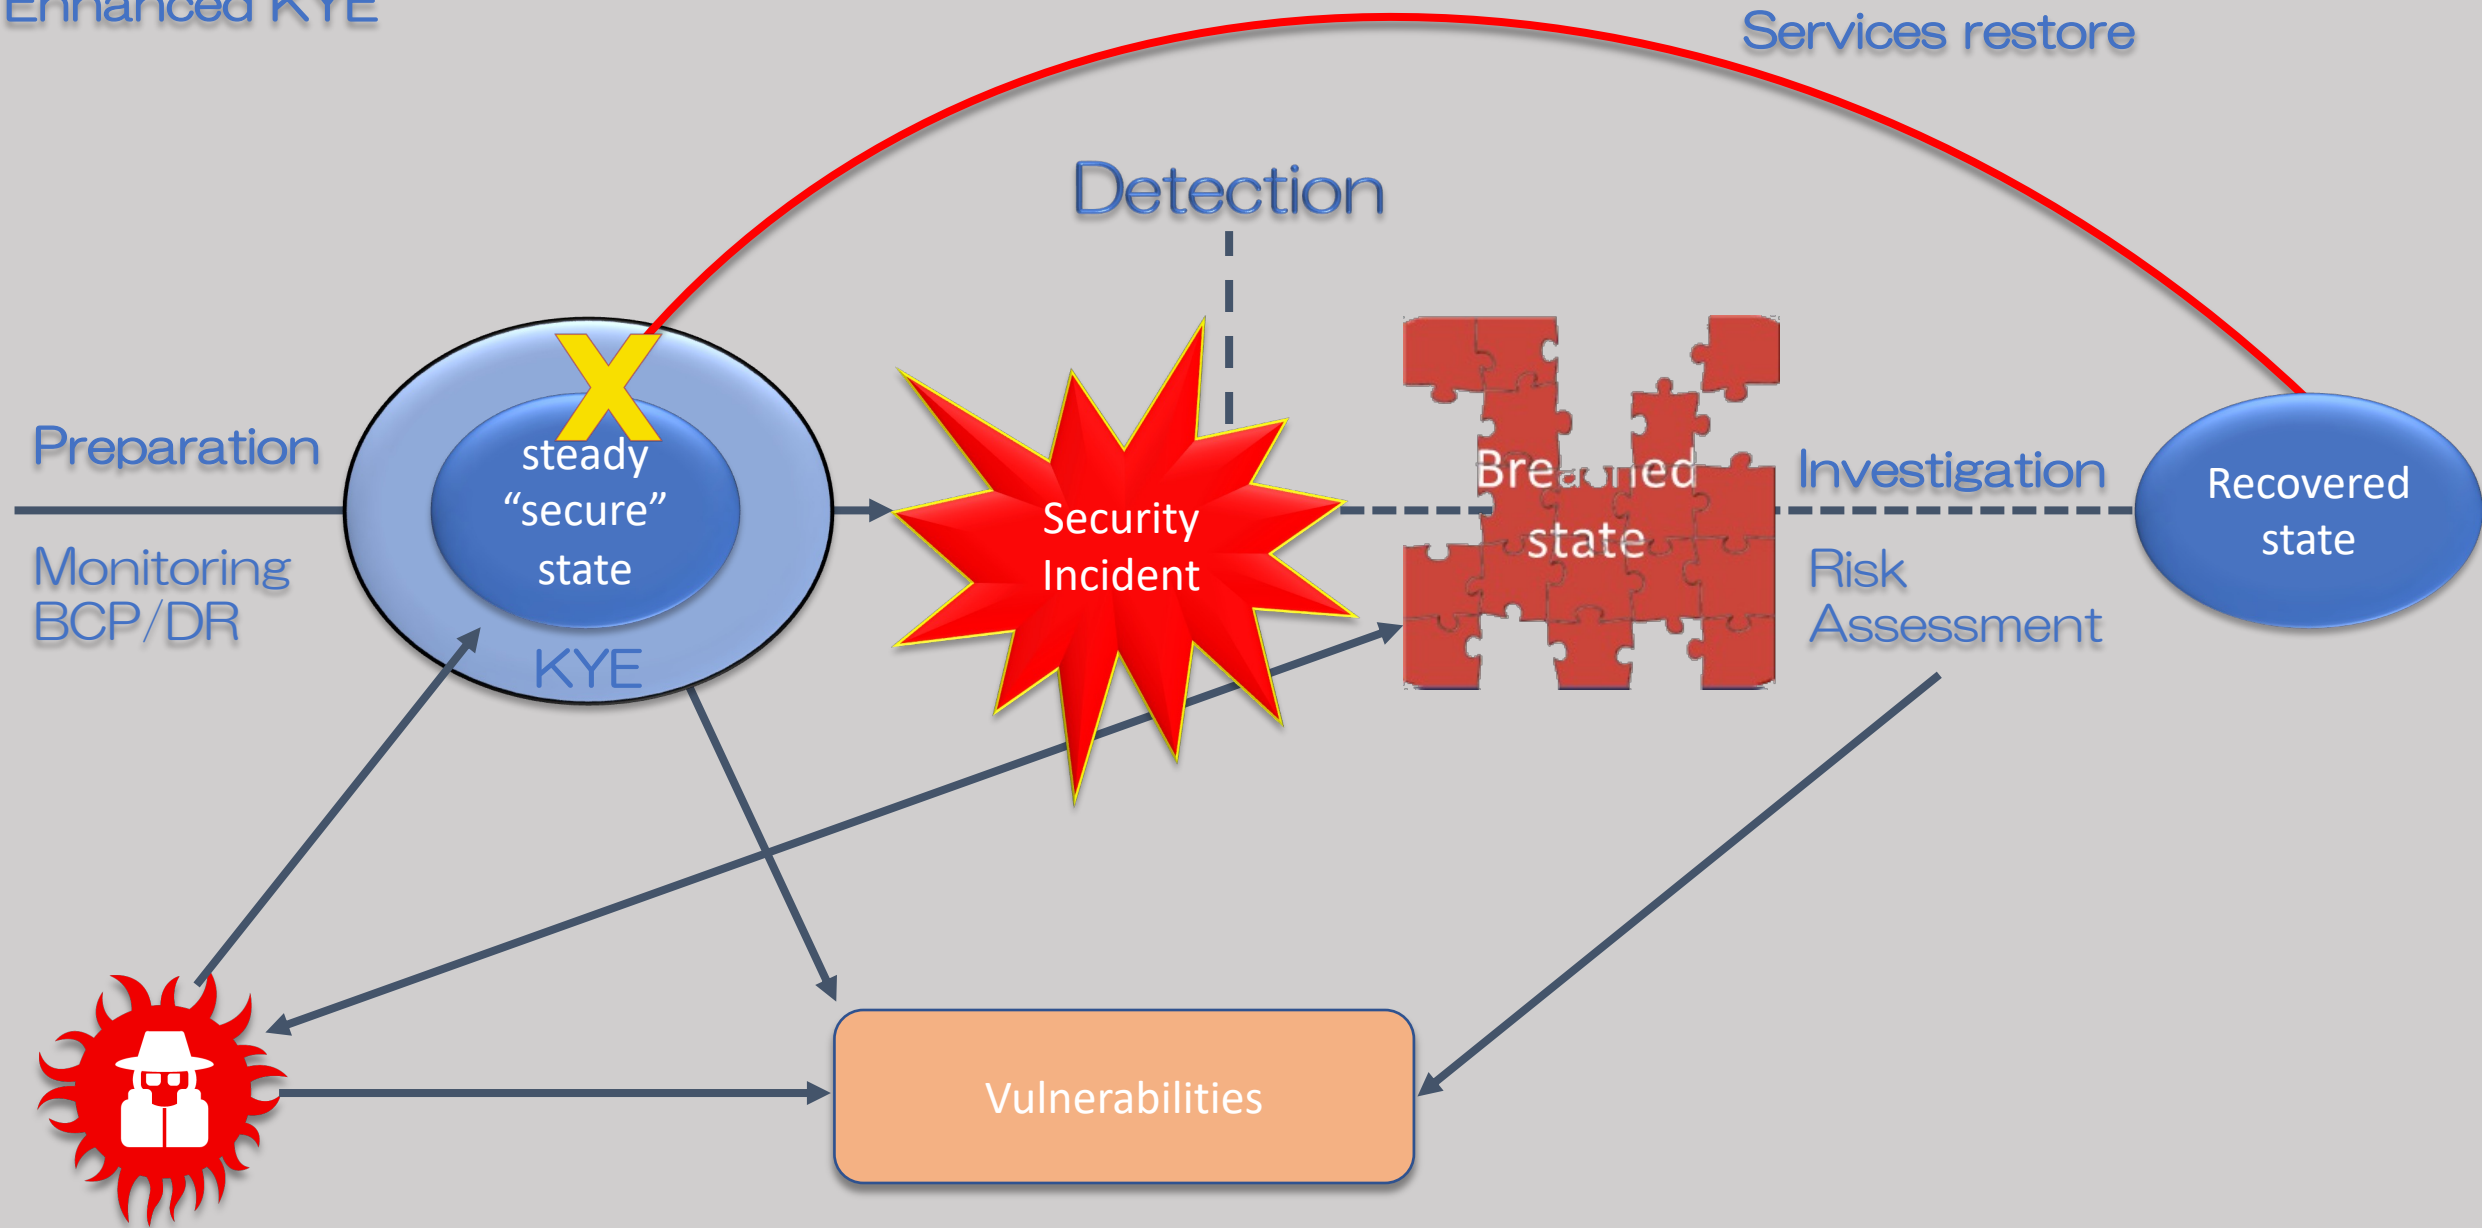 Enhanced KYE
Services restore
Detection
Preparation
Monitoring
BCP/DR
X
steady
“secure”
state
KYE
Security
Incident
Breached
state
Investigation
Risk
Assessment
Recovered
state
Vulnerabilities